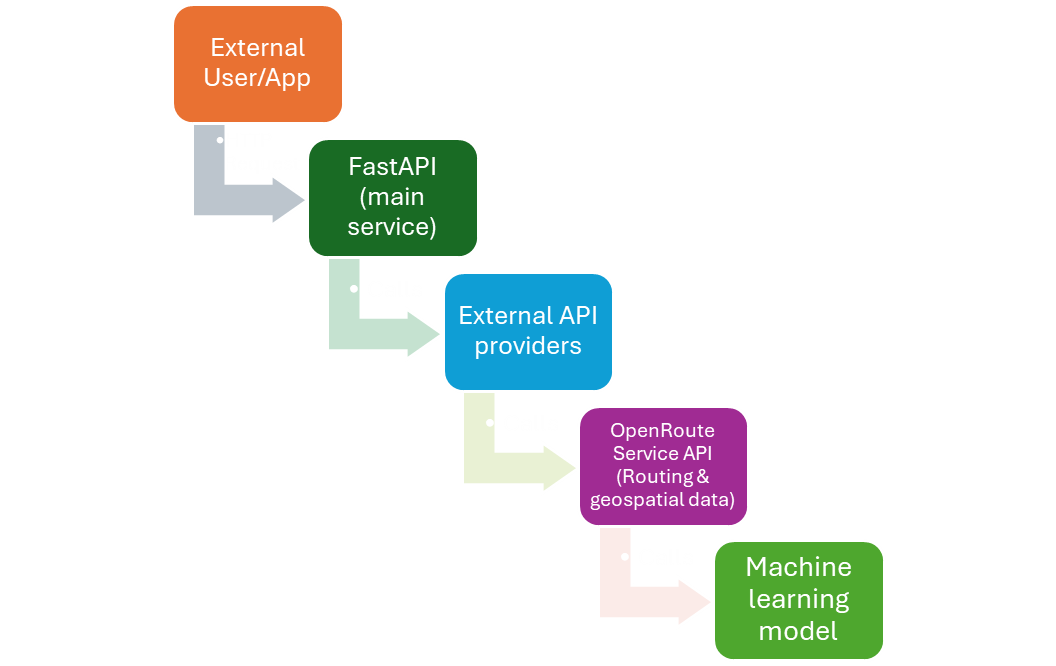 External
User/App
FastAPI
(main
service)
External API
providers
OpenRoute
Service API
(Routing &
geospatial data)
Machine
learning
model